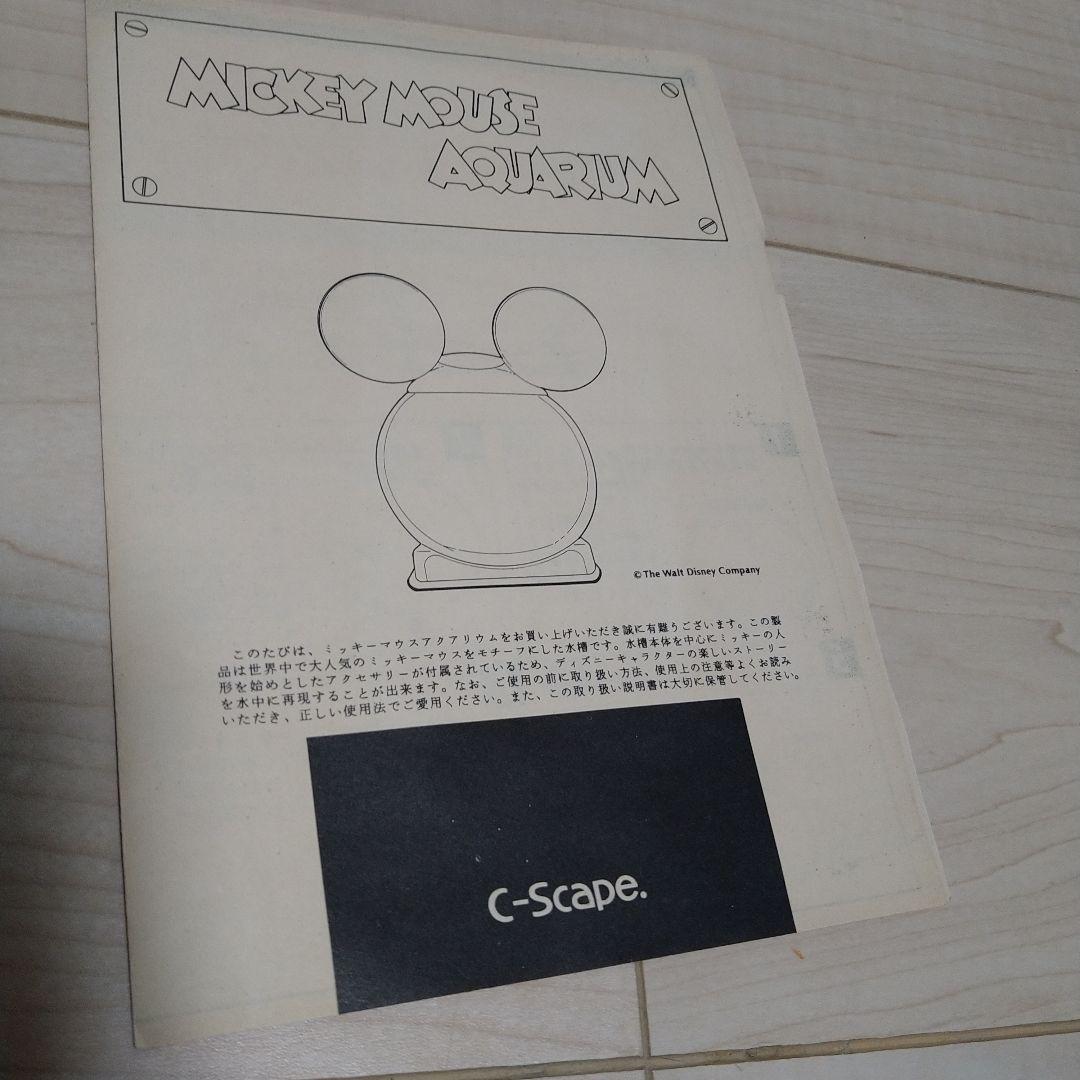 MICKEY MOUSE
AQUARIUM
© The Walt Disney Company
このたびは、ミッキーマウスアクアリウムをお買い上げいただき誠に有難うございます。この製
品は世界中で大人気のミッキーマウスをモチーフにした水槽です。水槽本体を中心にミッキーの人
形を始めとしたアクセサリーが付属されているため、ディズニーキャラクターの楽しいストーリー
を水中に再現することが出来ます。なお、ご使用の前に取り扱い方法、使用上の注意等よくお読み
いただき、正しい使用法でご愛用ください。また、この取り扱い説明書は大切に保管してください。
C-Scape.